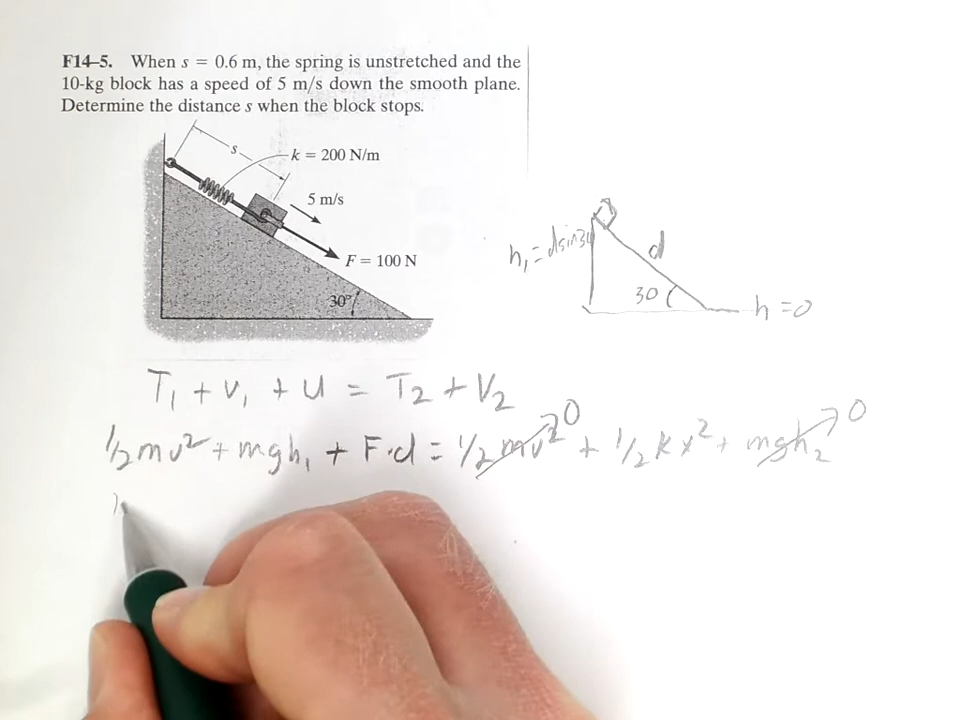 F14–5. When s = 0.6 m, the spring is unstretched and the
10-kg block has a speed of 5 m/s down the smooth plane.
Determine the distance s when the block stops.
s
k = 200 N/m
5 m/s
F = 100 N
30°
h₁ = dsin30
d
30
h = 0
T₁ + V₁ + U = T₂ + V₂
½mv² + mgh₁ + F·d = ½mv² 0 + ½kx² + mgh₂ 0